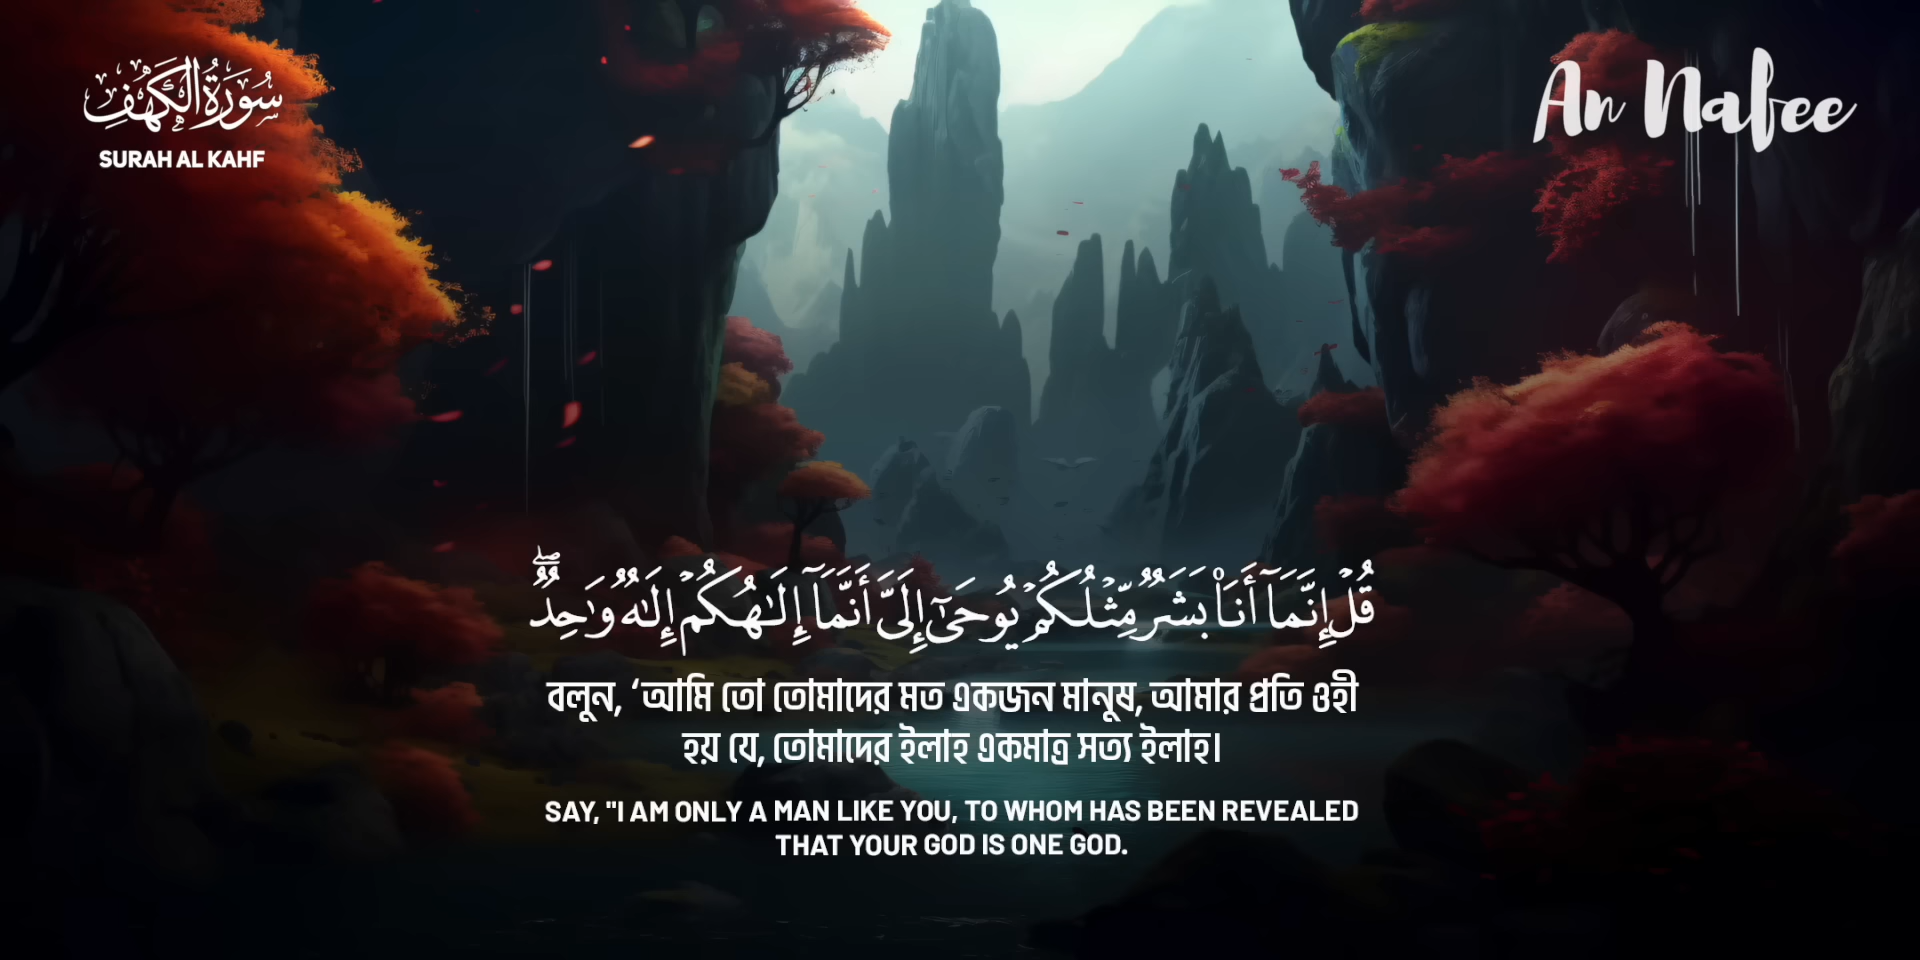 سُورَةُ الكَهْفِ
SURAH AL KAHF
An Nafee
قُلۡ إِنَّمَآ أَنَا۠ بَشَرٞ مِّثۡلُكُمۡ يُوحَىٰٓ إِلَيَّ أَنَّمَآ إِلَٰهُكُمۡ إِلَٰهٞ وَٰحِدٞۖ
বলুন, ‘আমি তো তোমাদের মত একজন মানুষ, আমার প্রতি ওহী
হয় যে, তোমাদের ইলাহ একমাত্র সত্য ইলাহ।
SAY, "I AM ONLY A MAN LIKE YOU, TO WHOM HAS BEEN REVEALED
THAT YOUR GOD IS ONE GOD.